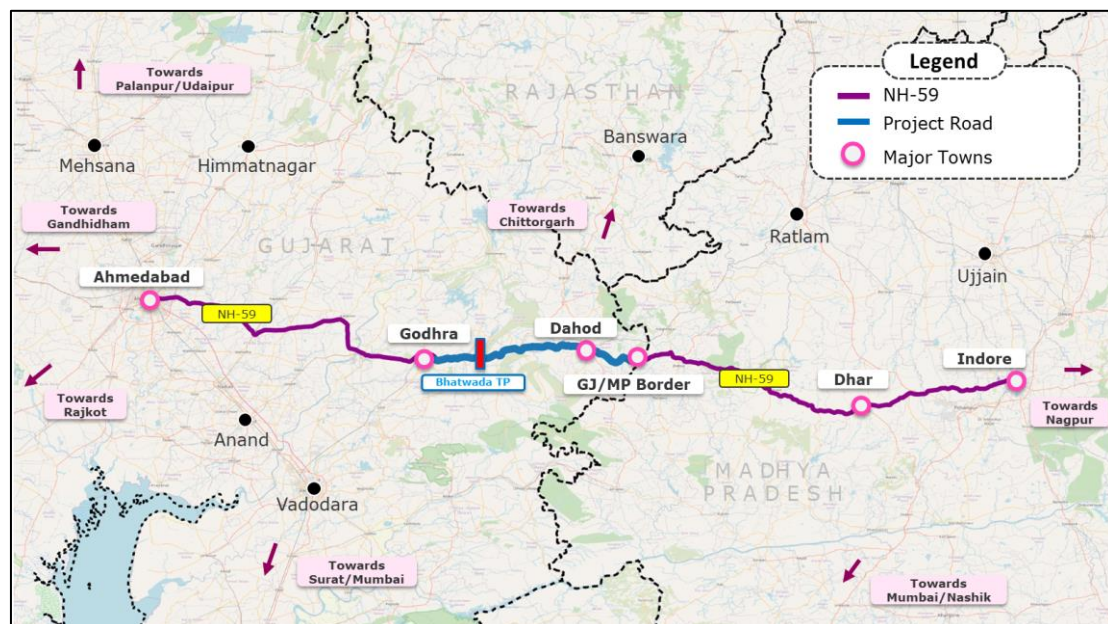 Legend
NH-59
Project Road
Major Towns
Towards
Palanpur/Udaipur
RAJASTHAN
Banswara
Mehsana
Himmatnagar
Towards
Gandhidham
Towards
Chittorgarh
Ratlam
GUJARAT
Ujjain
Ahmedabad
NH-59
Godhra
Dahod
Bhatwada TP
GJ/MP Border
NH-59
Dhar
Indore
Towards
Rajkot
Towards
Nagpur
Anand
MADHYA
PRADESH
Vadodara
Towards
Surat/Mumbai
Towards
Mumbai/Nashik